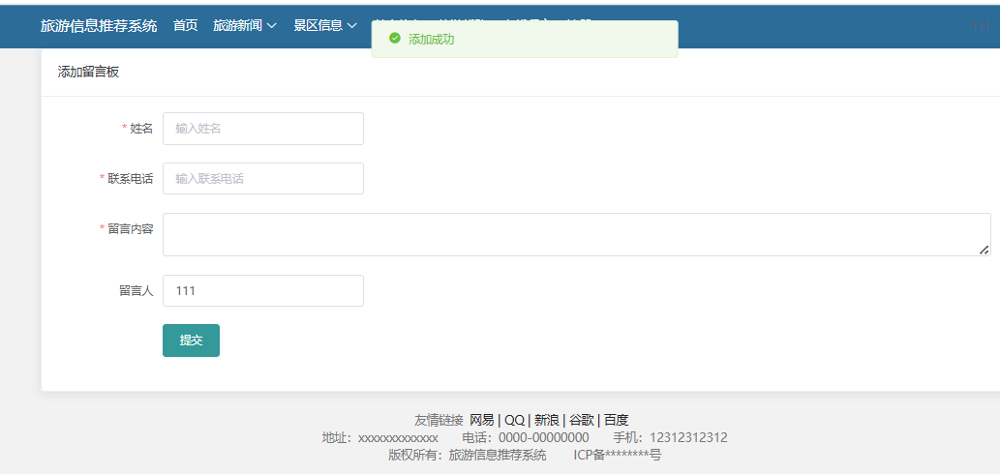 旅游信息推荐系统 首页 旅游新闻 景区信息
添加成功
添加留言板
* 姓名 输入姓名
* 联系电话 输入联系电话
* 留言内容
留言人 111
提交
友情链接 网易 | QQ | 新浪 | 谷歌 | 百度
地址：xxxxxxxxxxxxx 电话：0000-00000000 手机：12312312312
版权所有：旅游信息推荐系统 ICP备********号